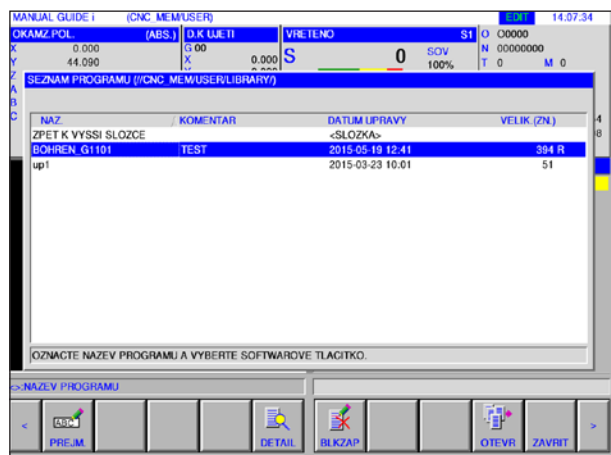 MANUAL GUIDE i (CNC_MEM/USER) EDIT 14:07:34
OKAMZ.POL. (ABS.) D.K UJETI VRETENO S1 O O0000
X 0.000 G 00 N 00000000
Y 44.090 X 0.000 S 0 SOV 100% T 0 M 0
Z
SEZNAM PROGRAMU (//CNC_MEM/USER/LIBRARY/)
A
B
C
NAZ. / KOMENTAR DATUM UPRAVY VELIK.(ZN.)
ZPET K VYSSI SLOZCE <SLOZKA>
BOHREN_G1101 TEST 2015-05-19 12:41 394 R
up1 2015-03-23 10:01 51
OZNACTE NAZEV PROGRAMU A VYBERTE SOFTWAROVE TLACITKO.
<>:NAZEV PROGRAMU
< ABC PREJM. DETAIL BLKZAP OTEVR ZAVRIT >